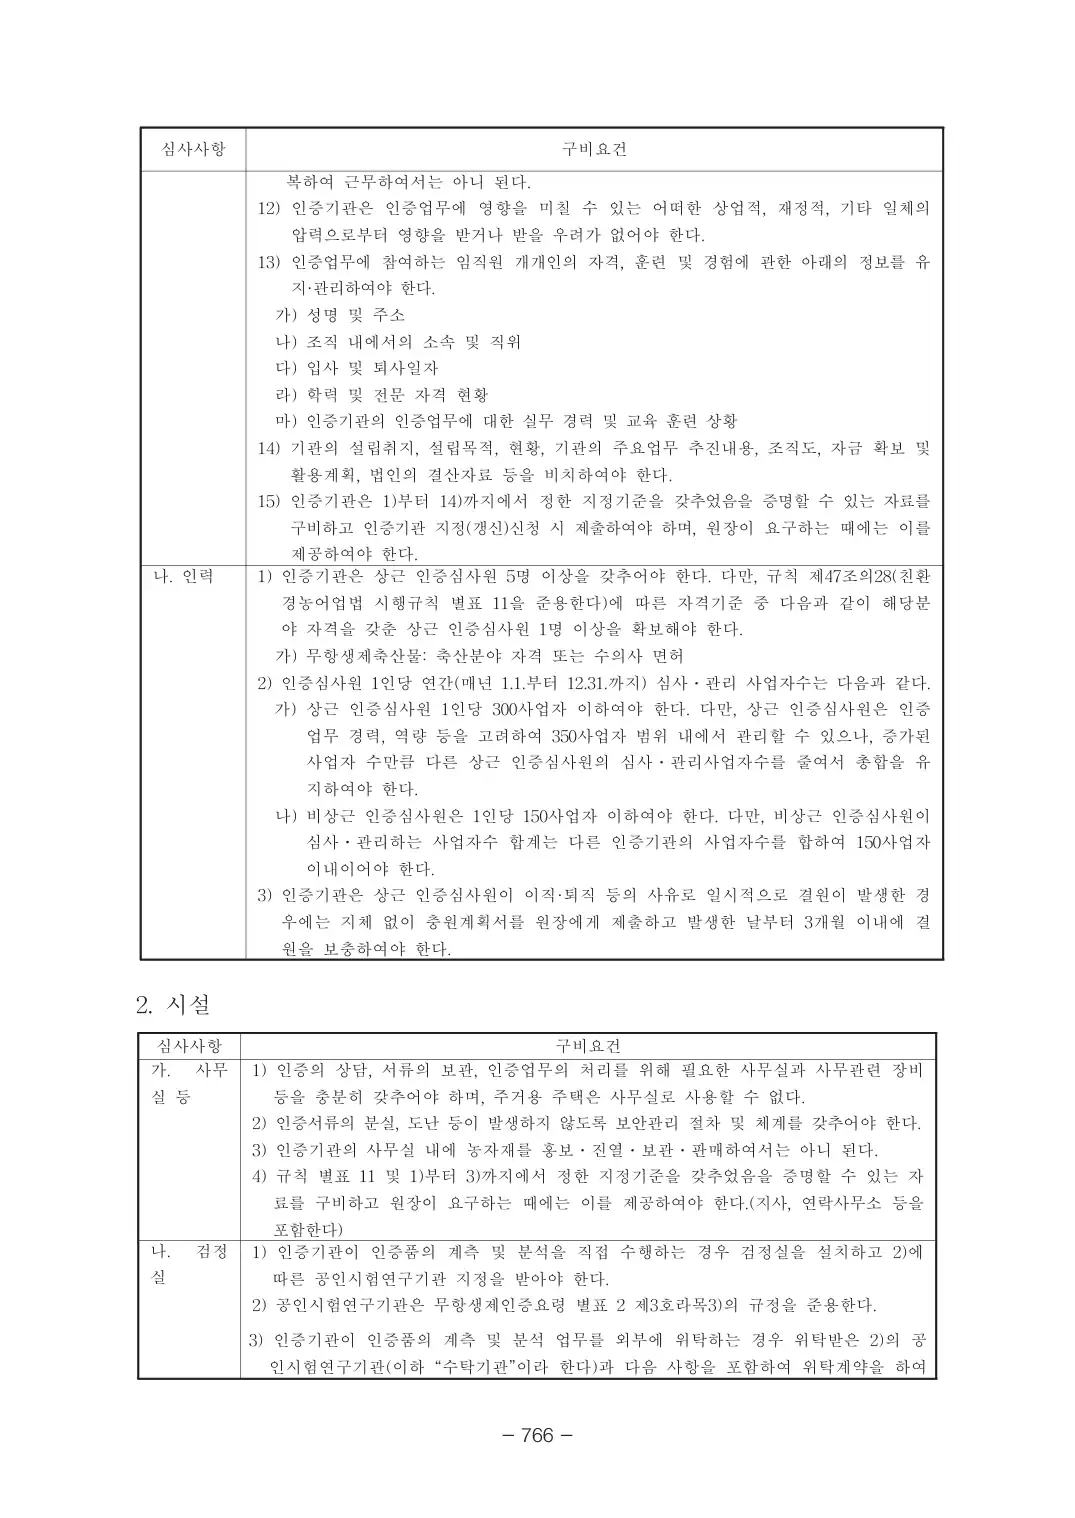 심사사항 구비요건
복하여 근무하여서는 아니 된다.
12) 인증기관은 인증업무에 영향을 미칠 수 있는 어떠한 상업적, 재정적, 기타 일체의
압력으로부터 영향을 받거나 받을 우려가 없어야 한다.
13) 인증업무에 참여하는 임직원 개개인의 자격, 훈련 및 경험에 관한 아래의 정보를 유
지·관리하여야 한다.
가) 성명 및 주소
나) 조직 내에서의 소속 및 직위
다) 입사 및 퇴사일자
라) 학력 및 전문 자격 현황
마) 인증기관의 인증업무에 대한 실무 경력 및 교육 훈련 상황
14) 기관의 설립취지, 설립목적, 현황, 기관의 주요업무 추진내용, 조직도, 자금 확보 및
활용계획, 법인의 결산자료 등을 비치하여야 한다.
15) 인증기관은 1)부터 14)까지에서 정한 지정기준을 갖추었음을 증명할 수 있는 자료를
구비하고 인증기관 지정(갱신)신청 시 제출하여야 하며, 원장이 요구하는 때에는 이를
제공하여야 한다.
나. 인력 1) 인증기관은 상근 인증심사원 5명 이상을 갖추어야 한다. 다만, 규칙 제47조의28(친환
경농어업법 시행규칙 별표 11을 준용한다)에 따른 자격기준 중 다음과 같이 해당분
야 자격을 갖춘 상근 인증심사원 1명 이상을 확보해야 한다.
가) 무항생제축산물: 축산분야 자격 또는 수의사 면허
2) 인증심사원 1인당 연간(매년 1.1.부터 12.31.까지) 심사・관리 사업자수는 다음과 같다.
가) 상근 인증심사원 1인당 300사업자 이하여야 한다. 다만, 상근 인증심사원은 인증
업무 경력, 역량 등을 고려하여 350사업자 범위 내에서 관리할 수 있으나, 증가된
사업자 수만큼 다른 상근 인증심사원의 심사・관리사업자수를 줄여서 총합을 유
지하여야 한다.
나) 비상근 인증심사원은 1인당 150사업자 이하여야 한다. 다만, 비상근 인증심사원이
심사・관리하는 사업자수 합계는 다른 인증기관의 사업자수를 합하여 150사업자
이내이어야 한다.
3) 인증기관은 상근 인증심사원이 이직·퇴직 등의 사유로 일시적으로 결원이 발생한 경
우에는 지체 없이 충원계획서를 원장에게 제출하고 발생한 날부터 3개월 이내에 결
원을 보충하여야 한다.
2. 시설
심사사항 구비요건
가. 사무 1) 인증의 상담, 서류의 보관, 인증업무의 처리를 위해 필요한 사무실과 사무관련 장비
실 등 등을 충분히 갖추어야 하며, 주거용 주택은 사무실로 사용할 수 없다.
2) 인증서류의 분실, 도난 등이 발생하지 않도록 보안관리 절차 및 체계를 갖추어야 한다.
3) 인증기관의 사무실 내에 농자재를 홍보・진열・보관・판매하여서는 아니 된다.
4) 규칙 별표 11 및 1)부터 3)까지에서 정한 지정기준을 갖추었음을 증명할 수 있는 자
료를 구비하고 원장이 요구하는 때에는 이를 제공하여야 한다.(지사, 연락사무소 등을
포함한다)
나. 검정 1) 인증기관이 인증품의 계측 및 분석을 직접 수행하는 경우 검정실을 설치하고 2)에
실 따른 공인시험연구기관 지정을 받아야 한다.
2) 공인시험연구기관은 무항생제인증요령 별표 2 제3호라목3)의 규정을 준용한다.
3) 인증기관이 인증품의 계측 및 분석 업무를 외부에 위탁하는 경우 위탁받은 2)의 공
인시험연구기관(이하 “수탁기관”이라 한다)과 다음 사항을 포함하여 위탁계약을 하여
- 766 -